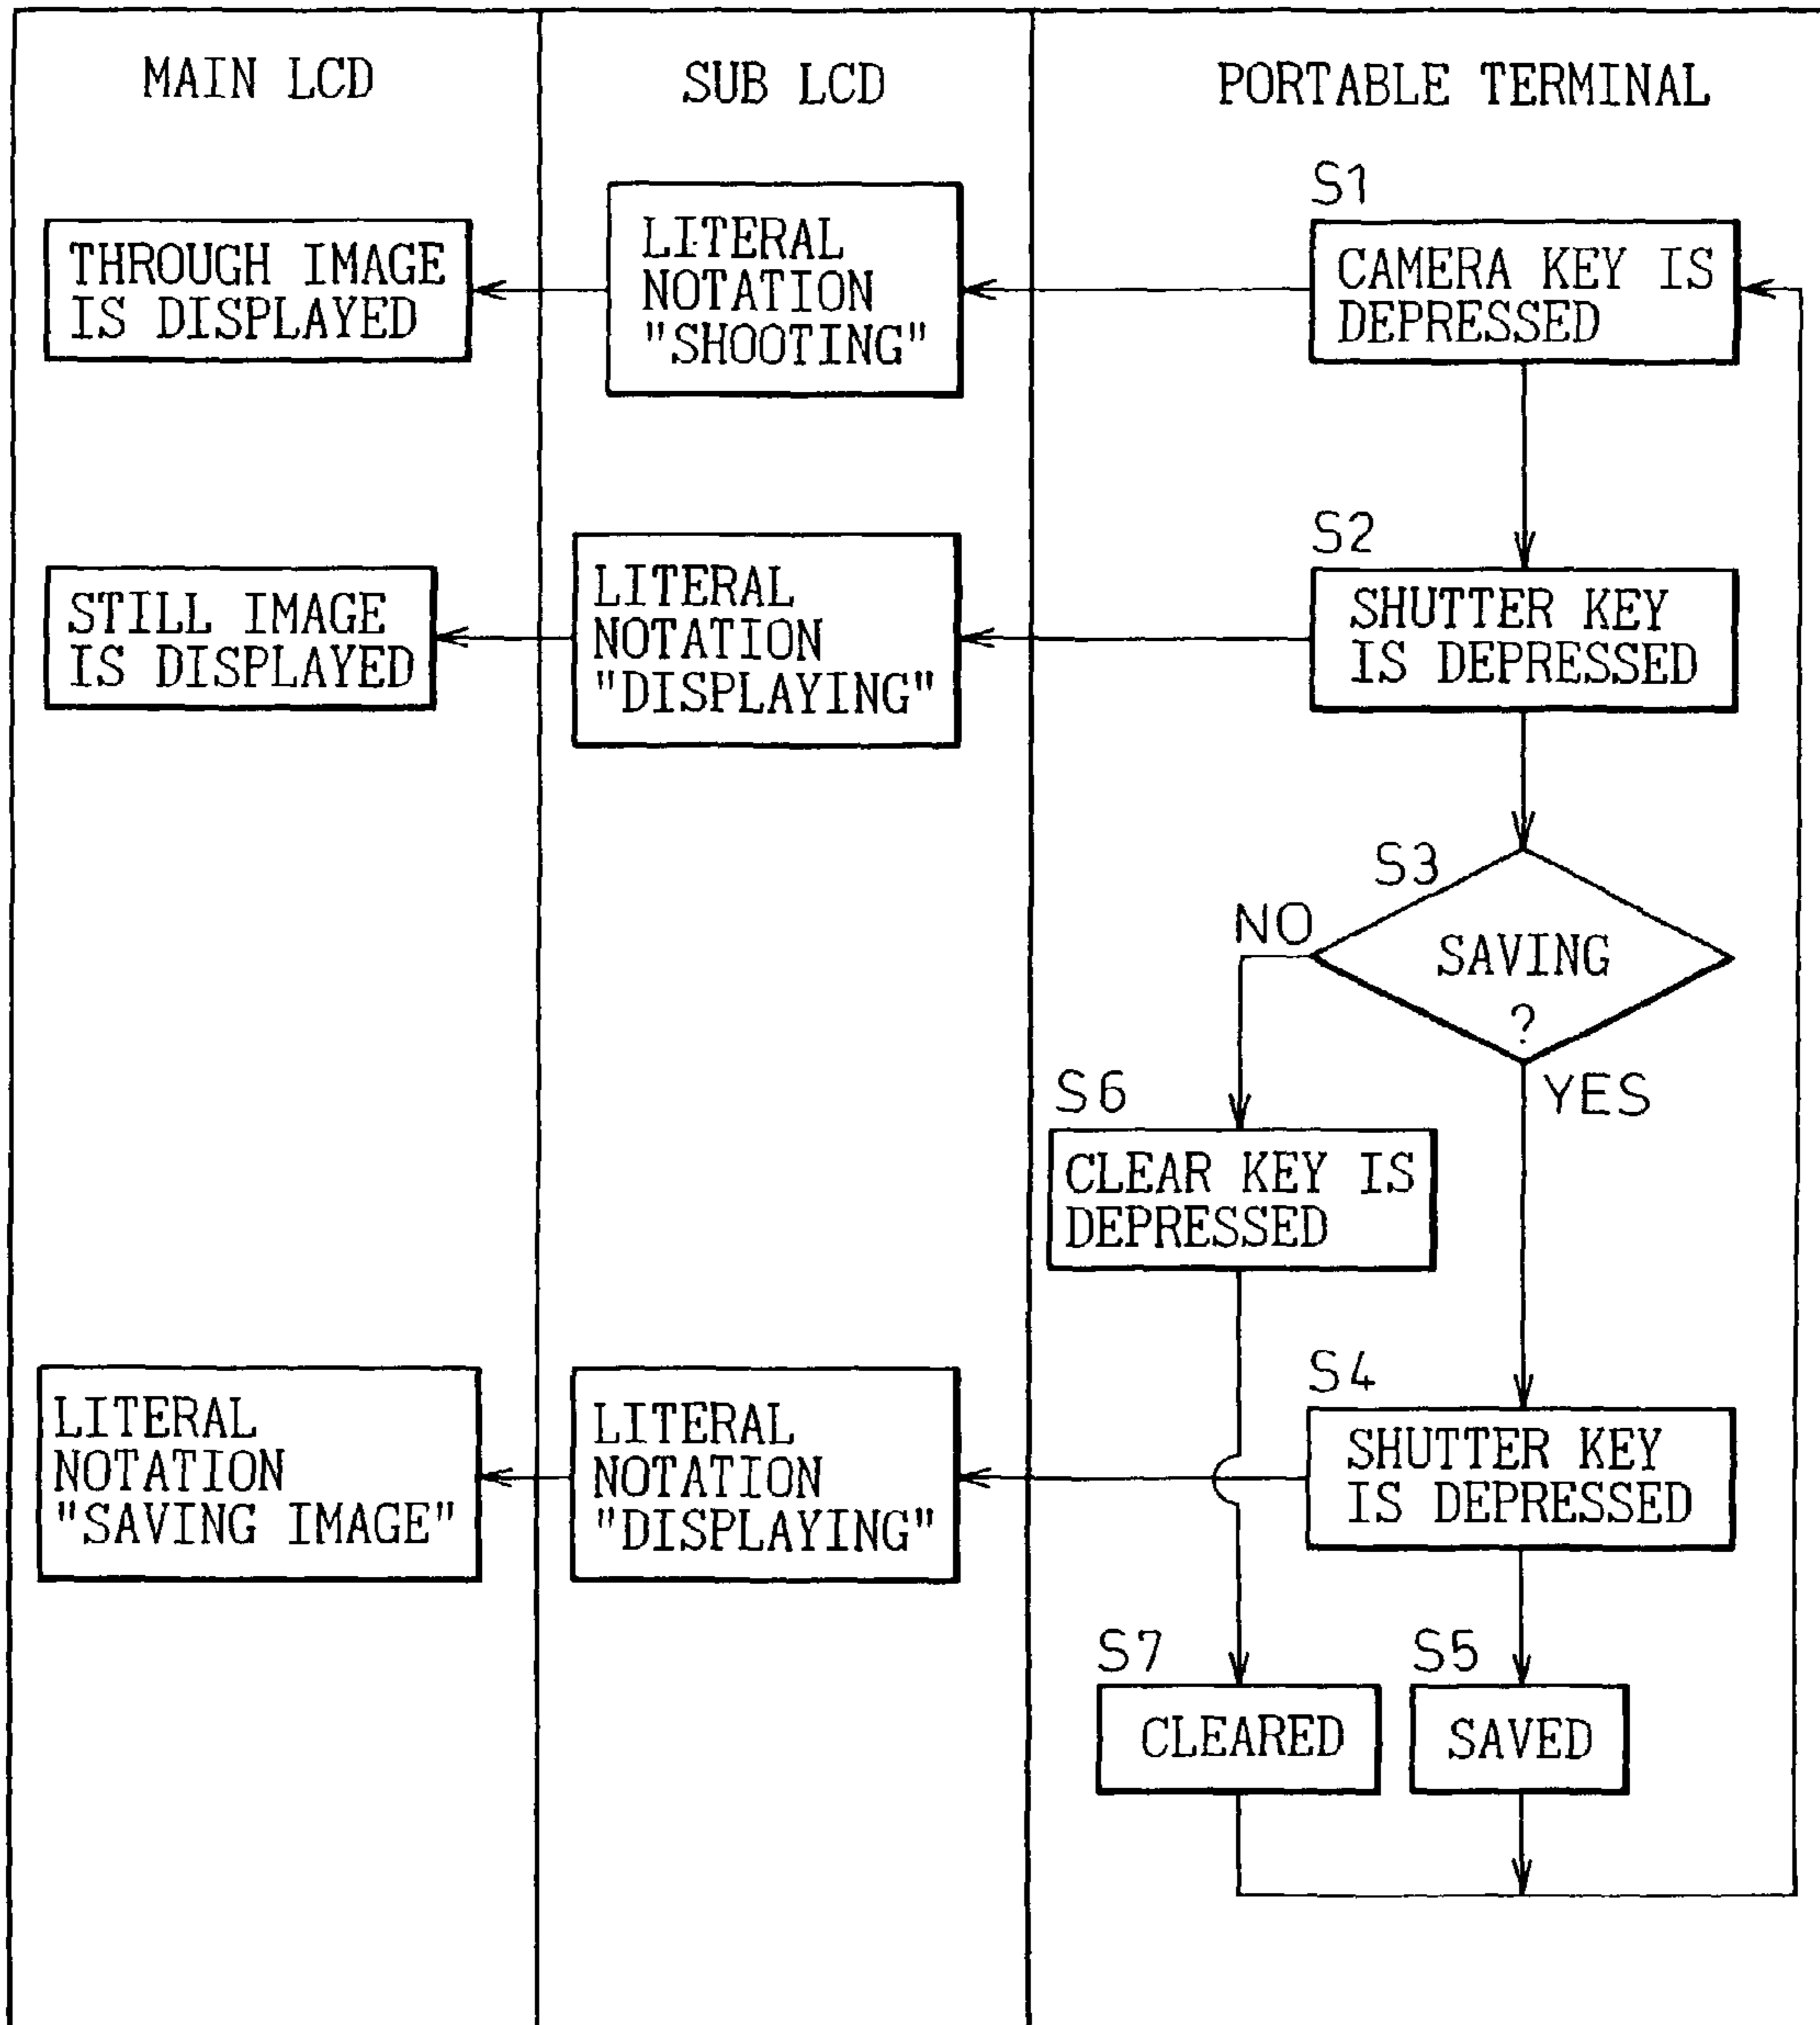 MAIN LCD
SUB LCD
PORTABLE TERMINAL
THROUGH IMAGE
IS DISPLAYED
LITERAL
NOTATION
"SHOOTING"
S1
CAMERA KEY IS
DEPRESSED
STILL IMAGE
IS DISPLAYED
LITERAL
NOTATION
"DISPLAYING"
S2
SHUTTER KEY
IS DEPRESSED
S3
SAVING
?
NO
YES
S6
CLEAR KEY IS
DEPRESSED
LITERAL
NOTATION
"SAVING IMAGE"
LITERAL
NOTATION
"DISPLAYING"
S4
SHUTTER KEY
IS DEPRESSED
S7
CLEARED
S5
SAVED